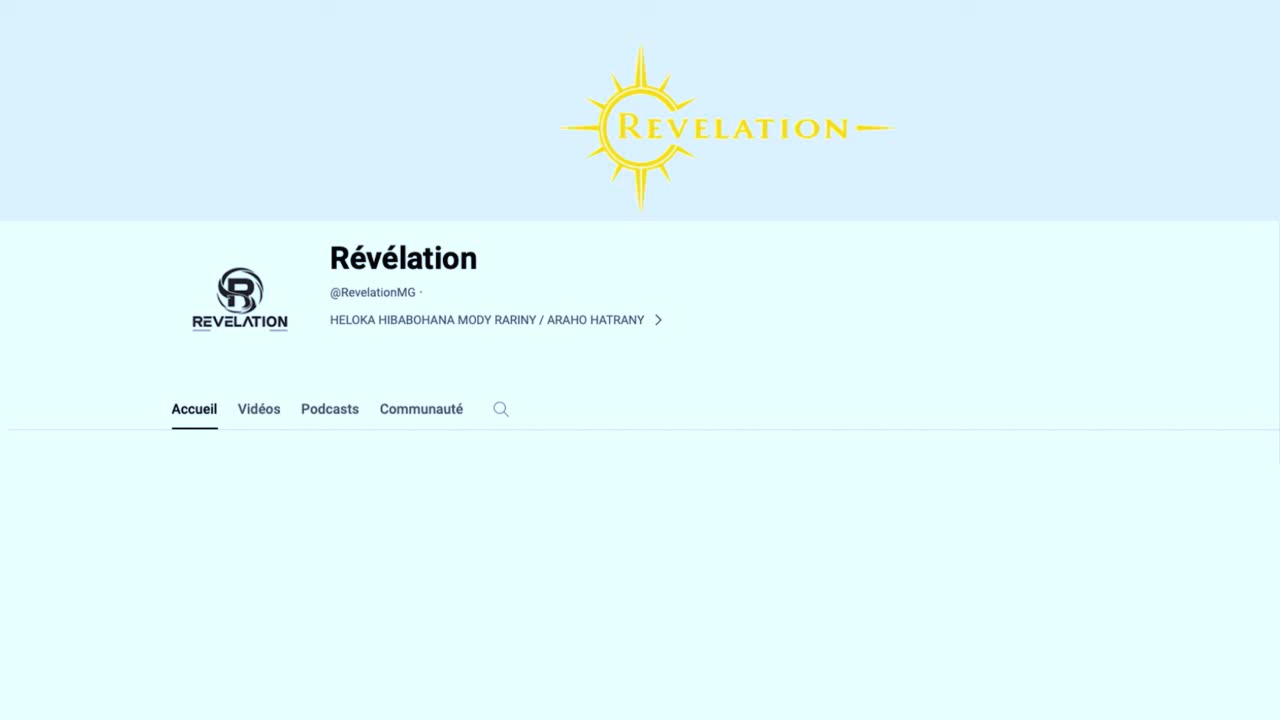 REVELATION
Révélation
@RevelationMG ·
REVELATION
HELOKA HIBABOHANA MODY RARINY / ARAHO HATRANY
Accueil Vidéos Podcasts Communauté